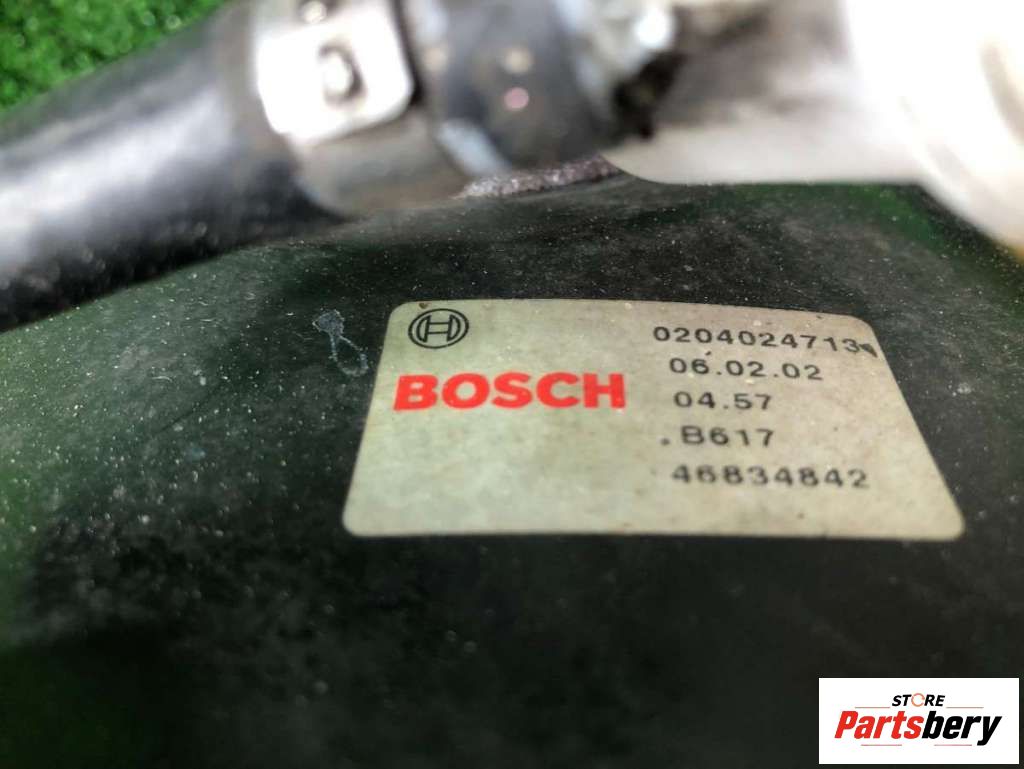 BOSCH
0204024713
06.02.02
04.57
.B617
46834842
STORE
Partsbery